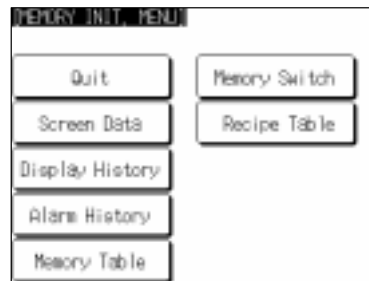 [MEMORY INIT. MENU]
Quit
Screen Data
Display History
Alarm History
Memory Table
Memory Switch
Recipe Table